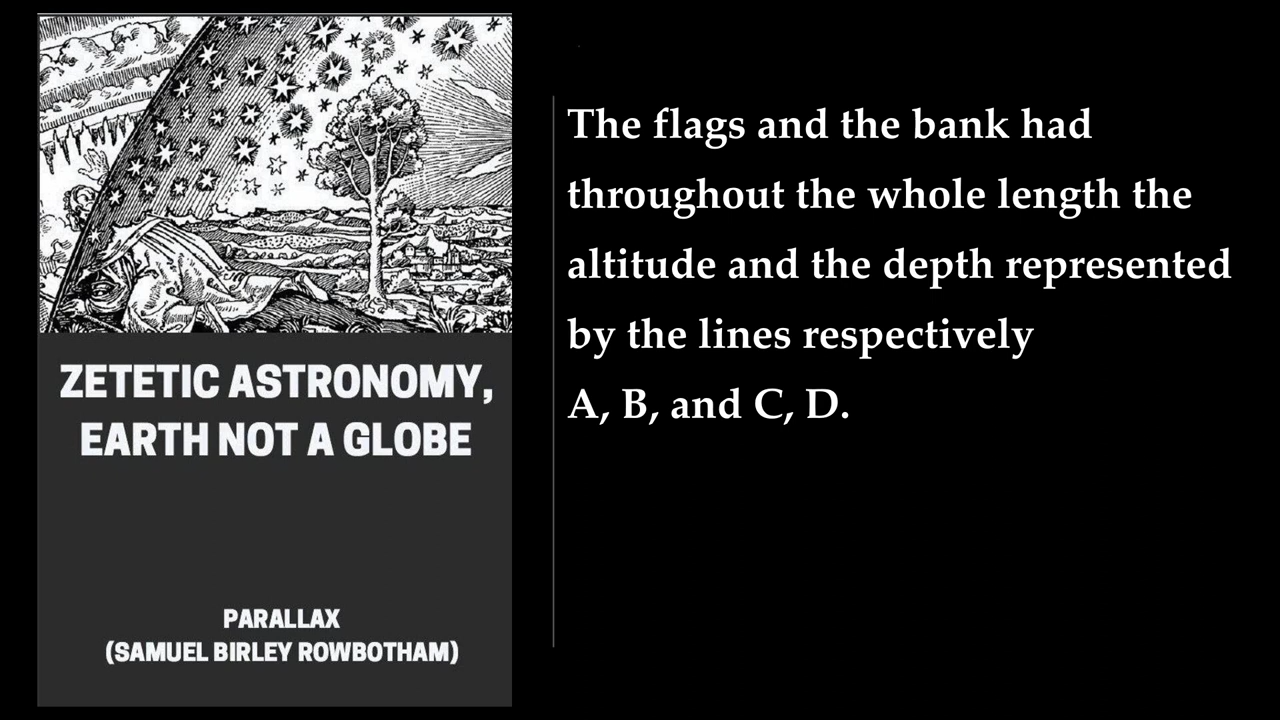 ZETETIC ASTRONOMY,
EARTH NOT A GLOBE
PARALLAX
(SAMUEL BIRLEY ROWBOTHAM)
The flags and the bank had
throughout the whole length the
altitude and the depth represented
by the lines respectively
A, B, and C, D.